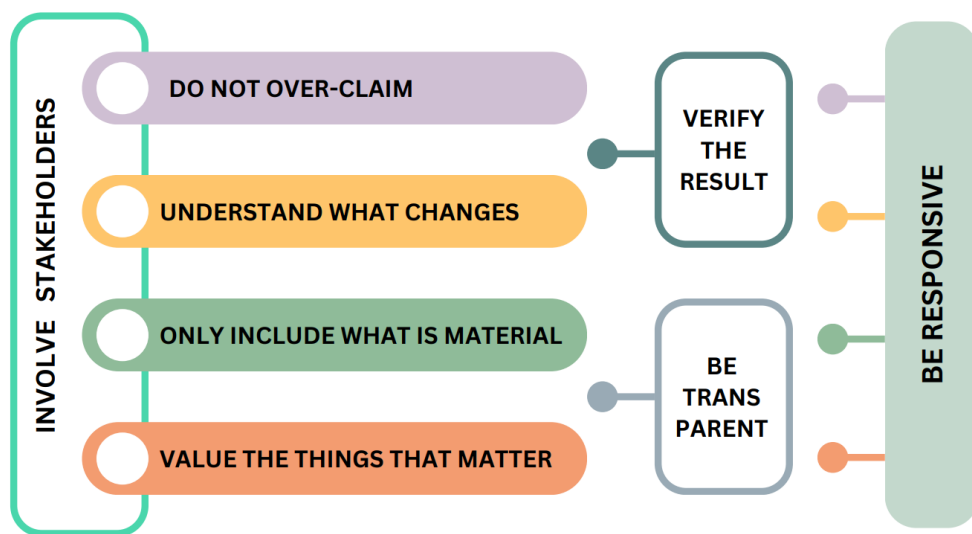 INVOLVE STAKEHOLDERS
DO NOT OVER-CLAIM
UNDERSTAND WHAT CHANGES
ONLY INCLUDE WHAT IS MATERIAL
VALUE THE THINGS THAT MATTER
VERIFY
THE
RESULT
BE
TRANS
PARENT
BE RESPONSIVE